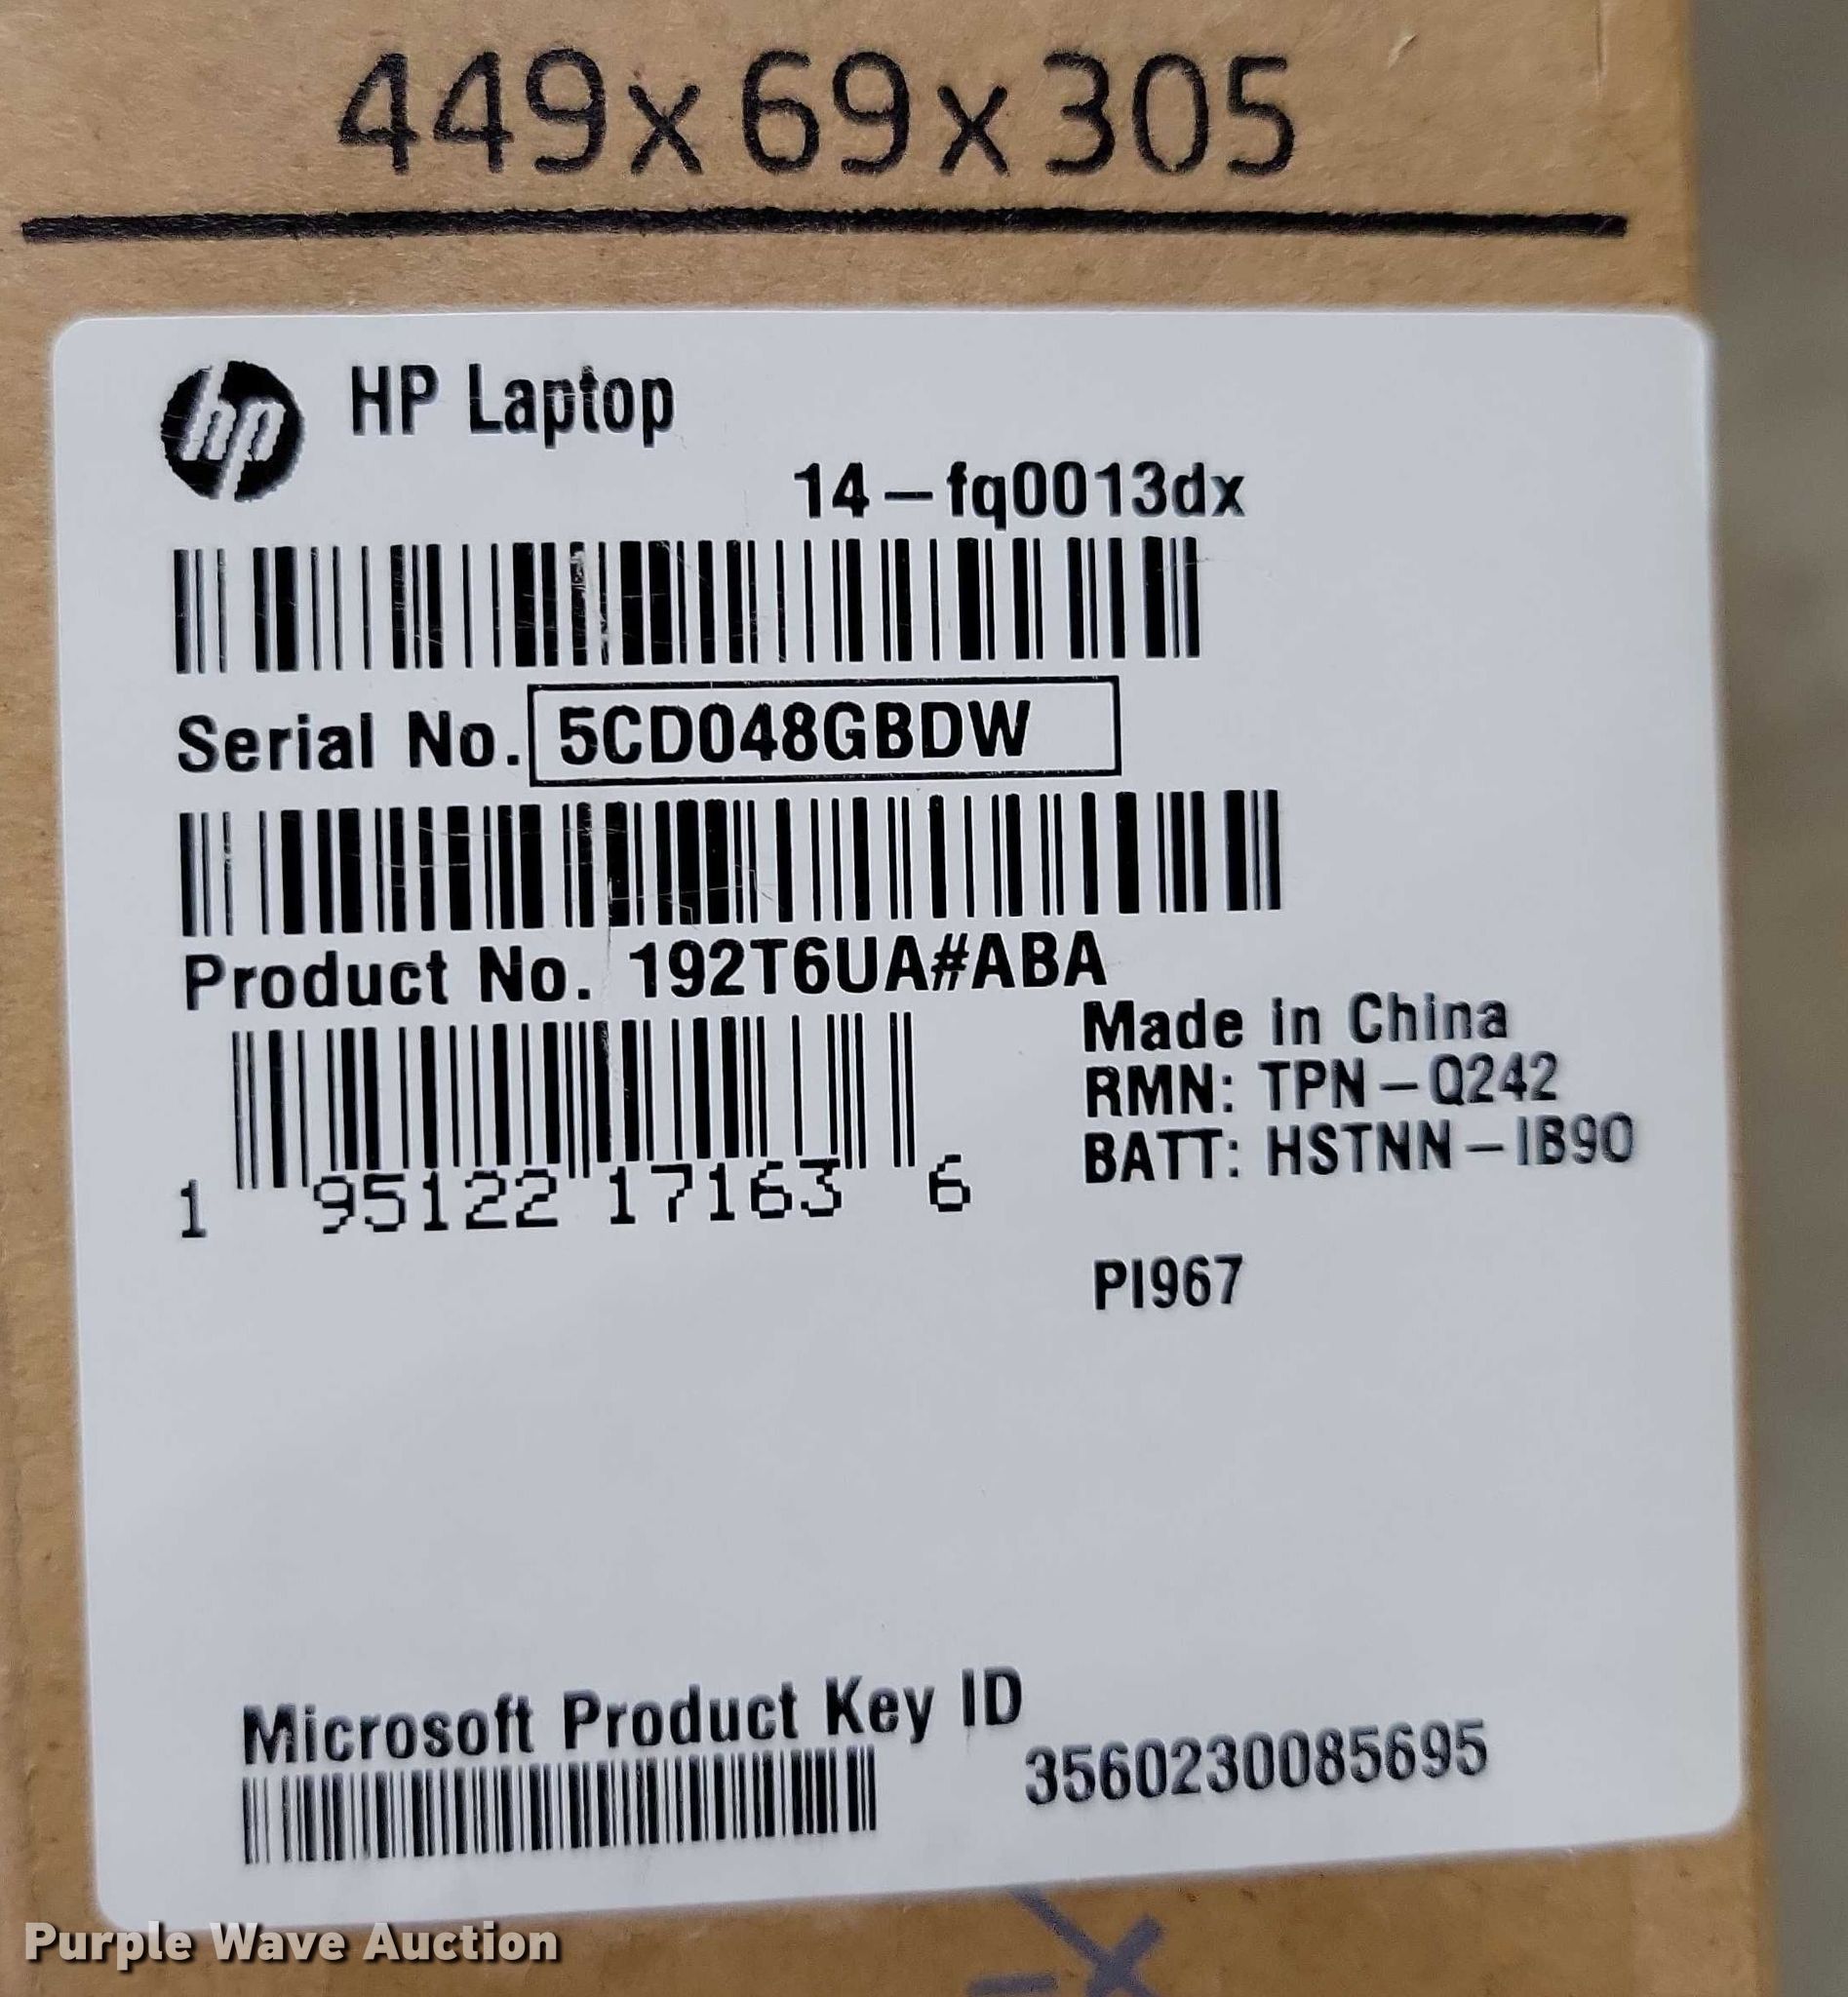 449x69x305
hp HP Laptop
14-fq0013dx
Serial No. 5CD048GBDW
Product No. 192T6UA#ABA
Made in China
RMN: TPN-Q242
BATT: HSTNN-IB90
1 95122 17163 6
PI967
Microsoft Product Key ID
3560230085695
Purple Wave Auction